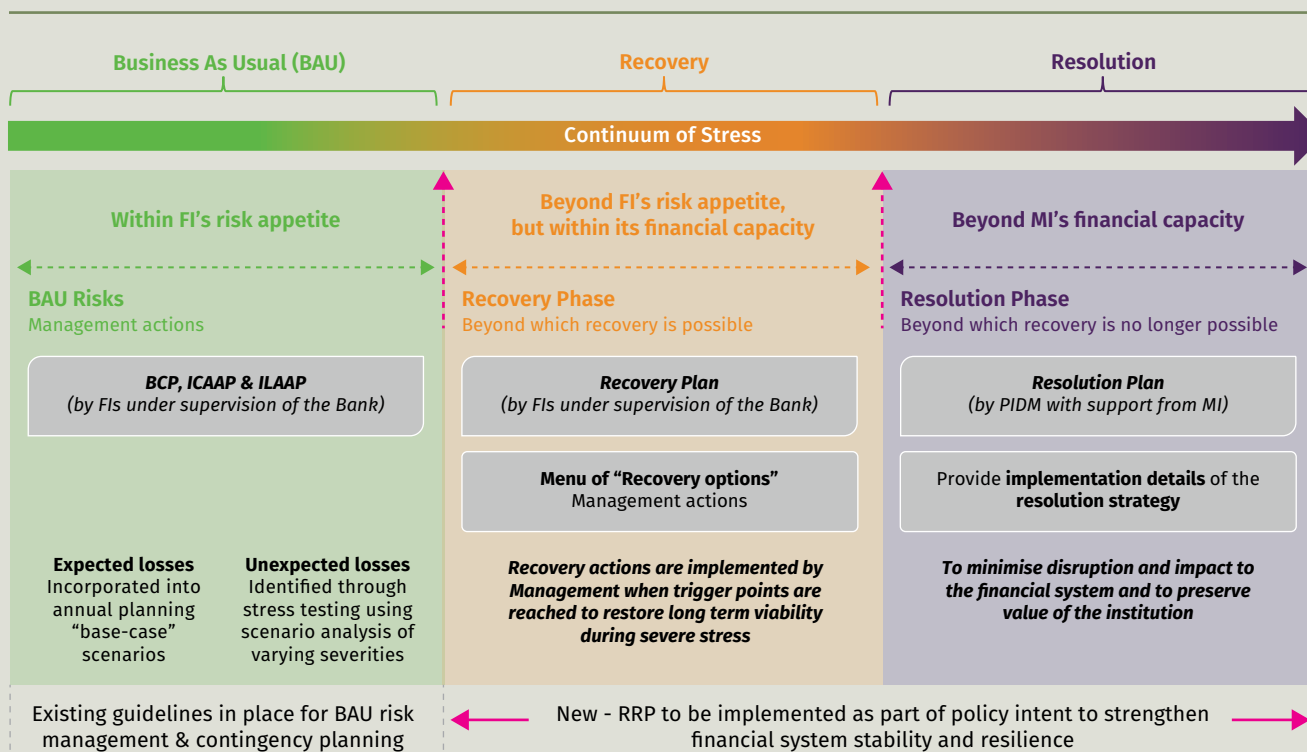 Business As Usual (BAU)
Recovery
Resolution
Continuum of Stress
Within FI’s risk appetite
Beyond FI’s risk appetite,
but within its financial capacity
Beyond MI’s financial capacity
BAU Risks
Management actions
Recovery Phase
Beyond which recovery is possible
Resolution Phase
Beyond which recovery is no longer possible
BCP, ICAAP & ILAAP
(by FIs under supervision of the Bank)
Recovery Plan
(by FIs under supervision of the Bank)
Resolution Plan
(by PIDM with support from MI)
Menu of “Recovery options”
Management actions
Provide implementation details of the
resolution strategy
Expected losses
Incorporated into
annual planning
“base-case”
scenarios
Unexpected losses
Identified through
stress testing using
scenario analysis of
varying severities
Recovery actions are implemented by
Management when trigger points are
reached to restore long term viability
during severe stress
To minimise disruption and impact to
the financial system and to preserve
value of the institution
Existing guidelines in place for BAU risk
management & contingency planning
New - RRP to be implemented as part of policy intent to strengthen
financial system stability and resilience